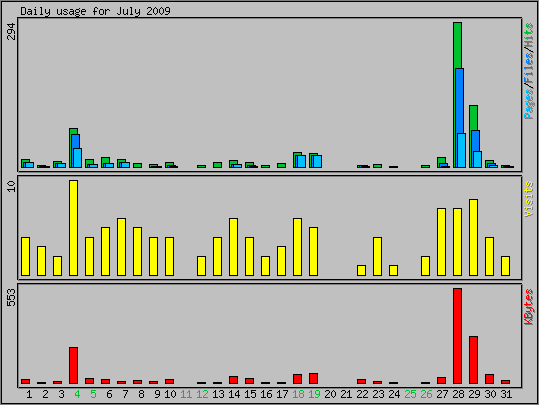 Daily usage for July 2009
294
Pages/Files/Hits
10
Visits
553
KBytes
1 2 3 4 5 6 7 8 9 10 11 12 13 14 15 16 17 18 19 20 21 22 23 24 25 26 27 28 29 30 31